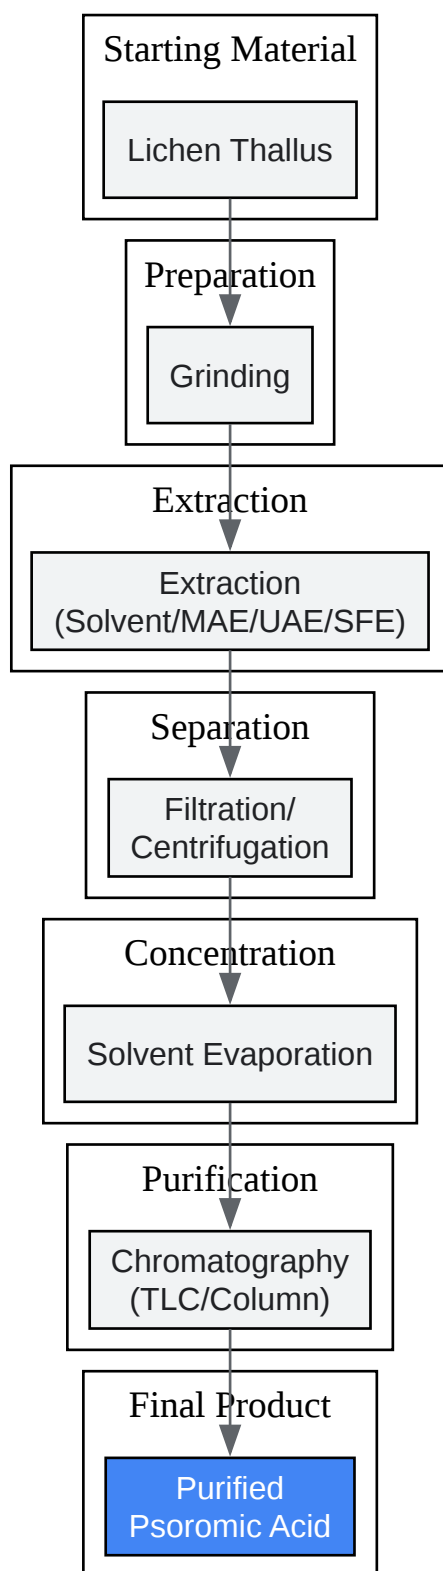 Starting Material
Lichen Thallus
Preparation
Grinding
Extraction
Extraction
(Solvent/MAE/UAE/SFE)
Separation
Filtration/
Centrifugation
Concentration
Solvent Evaporation
Purification
Chromatography
(TLC/Column)
Final Product
Purified
Psoromic Acid